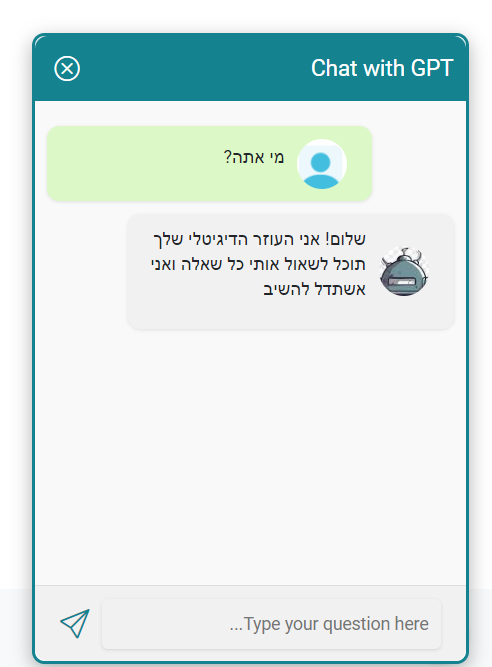 Chat with GPT
מי אתה?
שלום! אני העוזר הדיגיטלי שלך
תוכל לשאול אותי כל שאלה ואני
אשתדל להשיב
...Type your question here